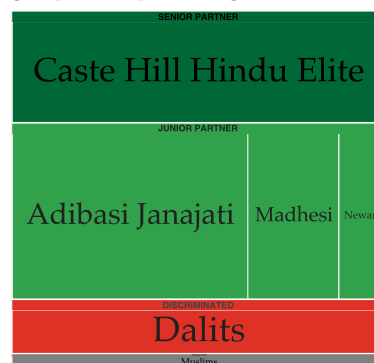 SENIOR PARTNER
Caste Hill Hindu Elite
JUNIOR PARTNER
Adibasi Janajati
Madhesi
Newar
DISCRIMINATED
Dalits
Muslims